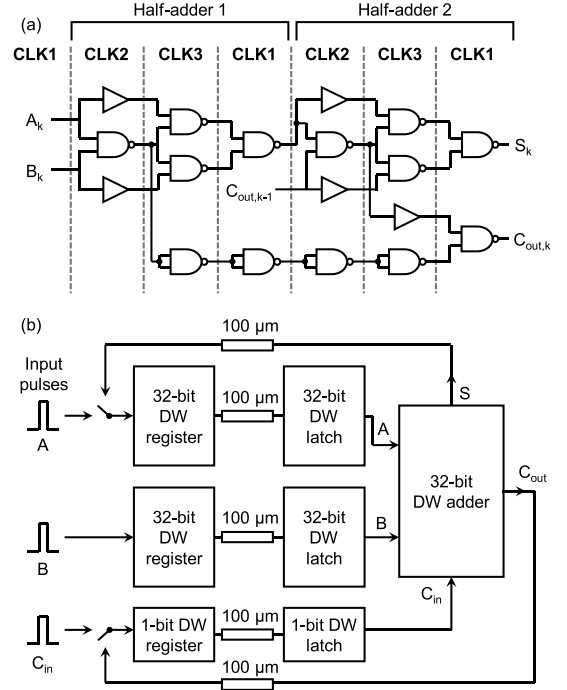 Half-adder 1 Half-adder 2
(a)
CLK1 CLK2 CLK3 CLK1 CLK2 CLK3 CLK1
A_k
B_k
C_out,k-1
S_k
C_out,k
(b)
100 µm
Input pulses
S
A
32-bit DW register
100 µm
32-bit DW latch
A
32-bit DW adder
C_out
B
32-bit DW register
100 µm
32-bit DW latch
B
C_in
C_in
1-bit DW register
100 µm
1-bit DW latch
100 µm